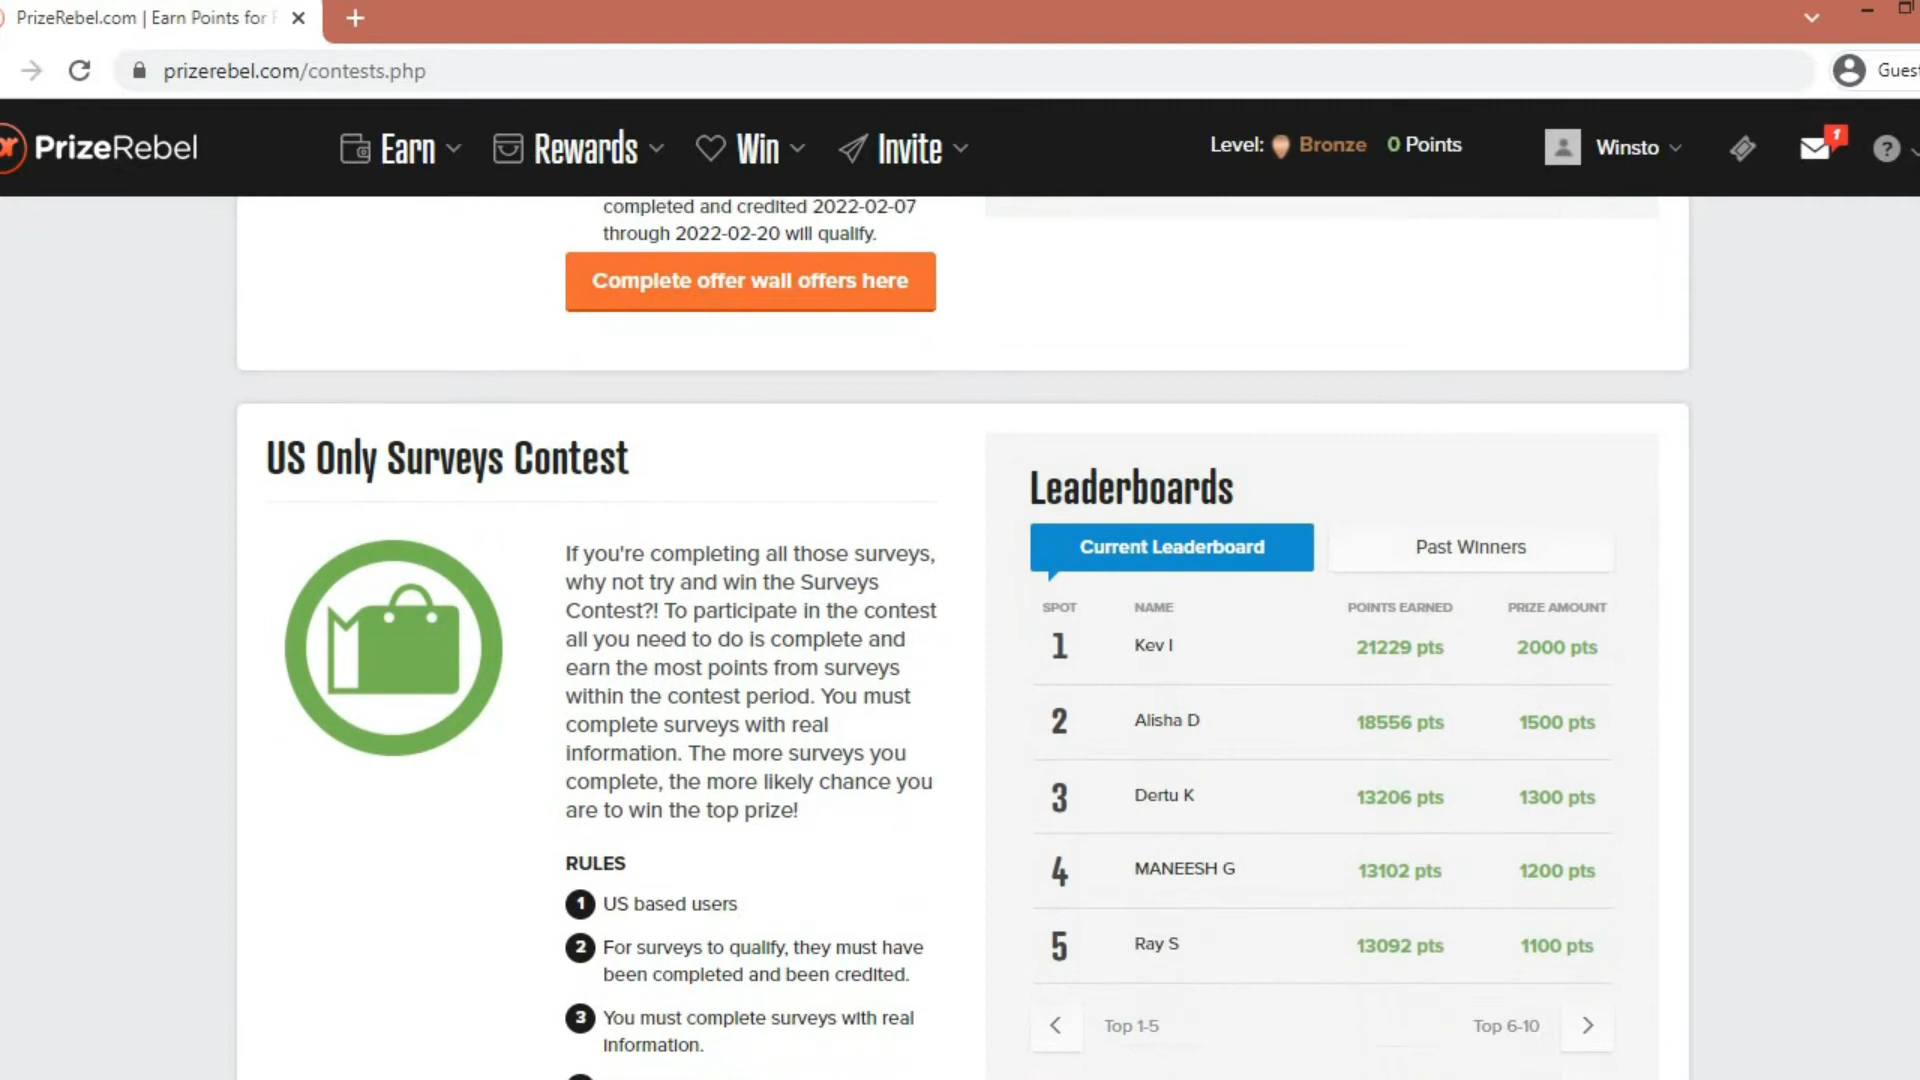 PrizeRebel.com | Earn Points for F
prizerebel.com/contests.php
Guest
PrizeRebel
Earn
Rewards
Win
Invite
Level: Bronze 0 Points
Winsto
1
?
completed and credited 2022-02-07
through 2022-02-20 will qualify.
Complete offer wall offers here
US Only Surveys Contest
If you're completing all those surveys,
why not try and win the Surveys
Contest?! To participate in the contest
all you need to do is complete and
earn the most points from surveys
within the contest period. You must
complete surveys with real
information. The more surveys you
complete, the more likely chance you
are to win the top prize!
RULES
1 US based users
2 For surveys to qualify, they must have
been completed and been credited.
3 You must complete surveys with real
information.
Leaderboards
Current Leaderboard
Past Winners
SPOT NAME POINTS EARNED PRIZE AMOUNT
1 Kev I 21229 pts 2000 pts
2 Alisha D 18556 pts 1500 pts
3 Dertu K 13206 pts 1300 pts
4 MANEESH G 13102 pts 1200 pts
5 Ray S 13092 pts 1100 pts
Top 1-5 Top 6-10